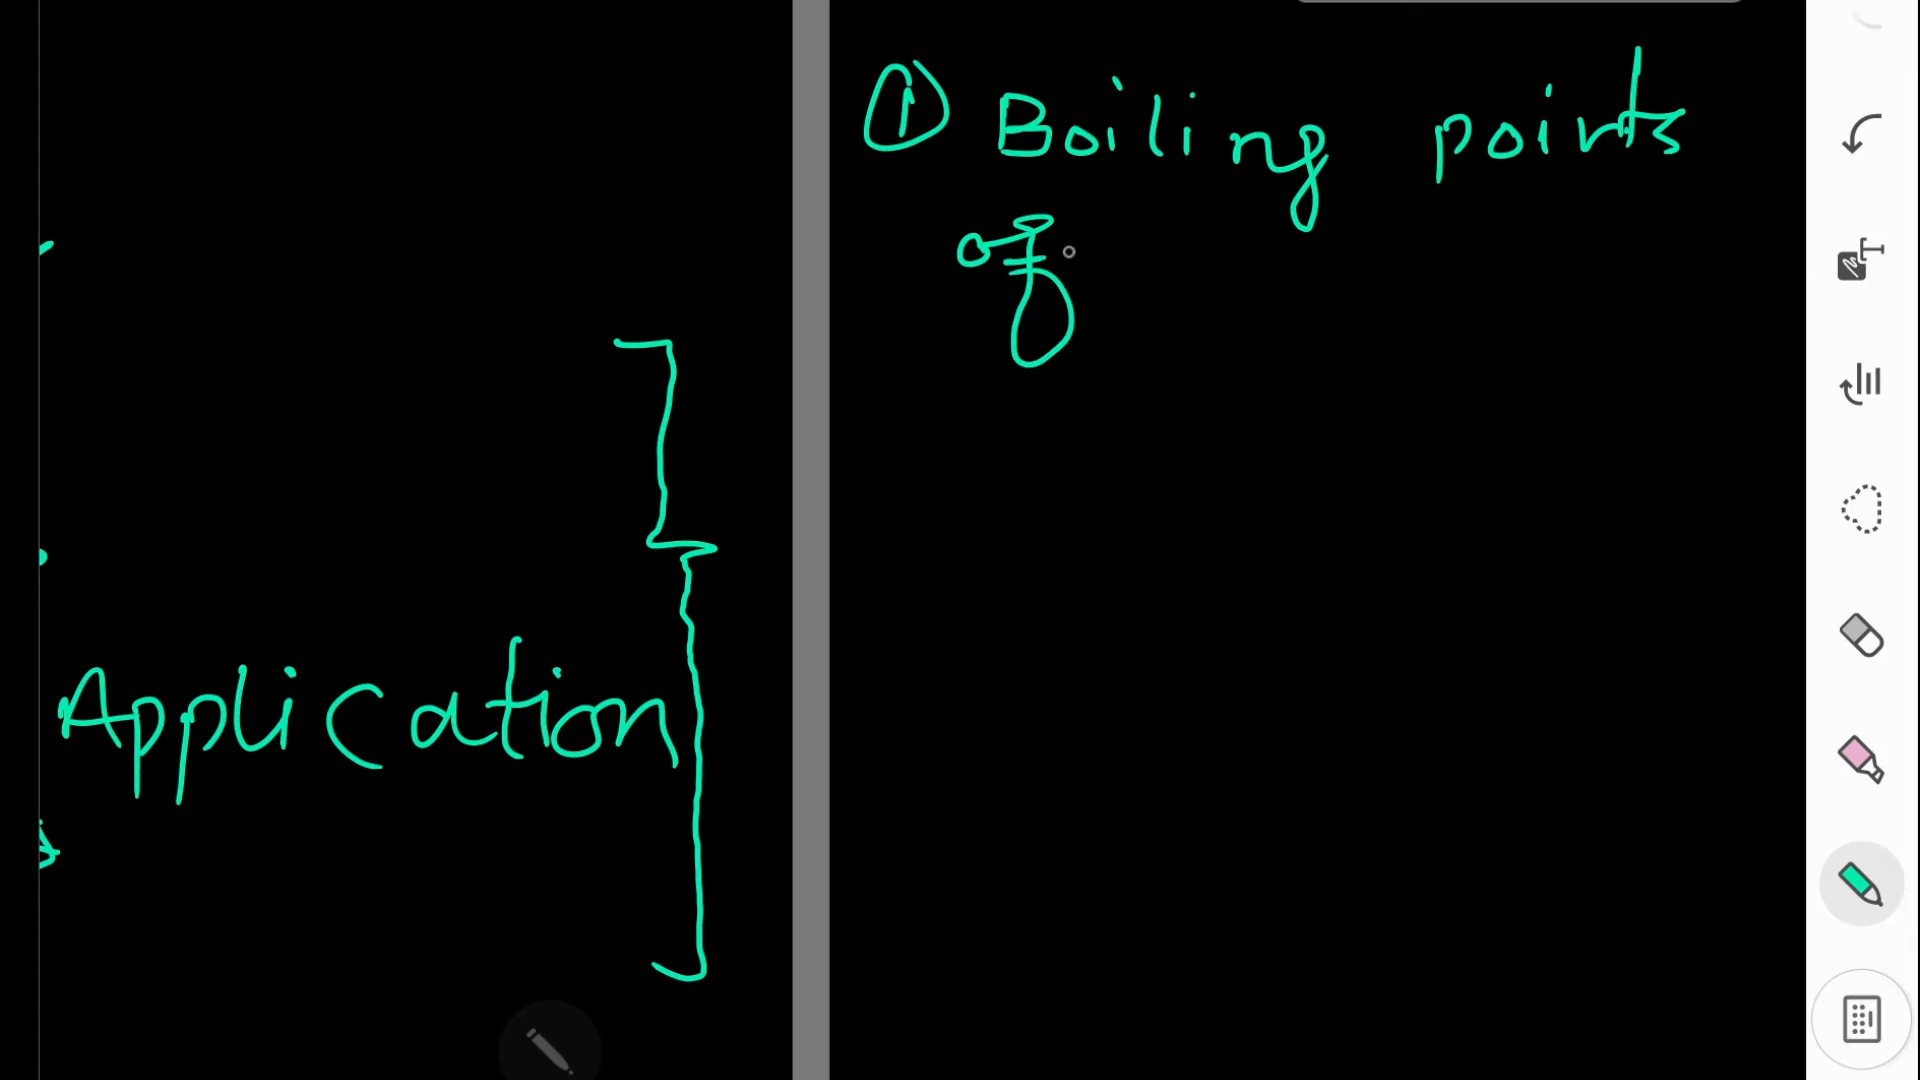 Application
① Boiling points
of